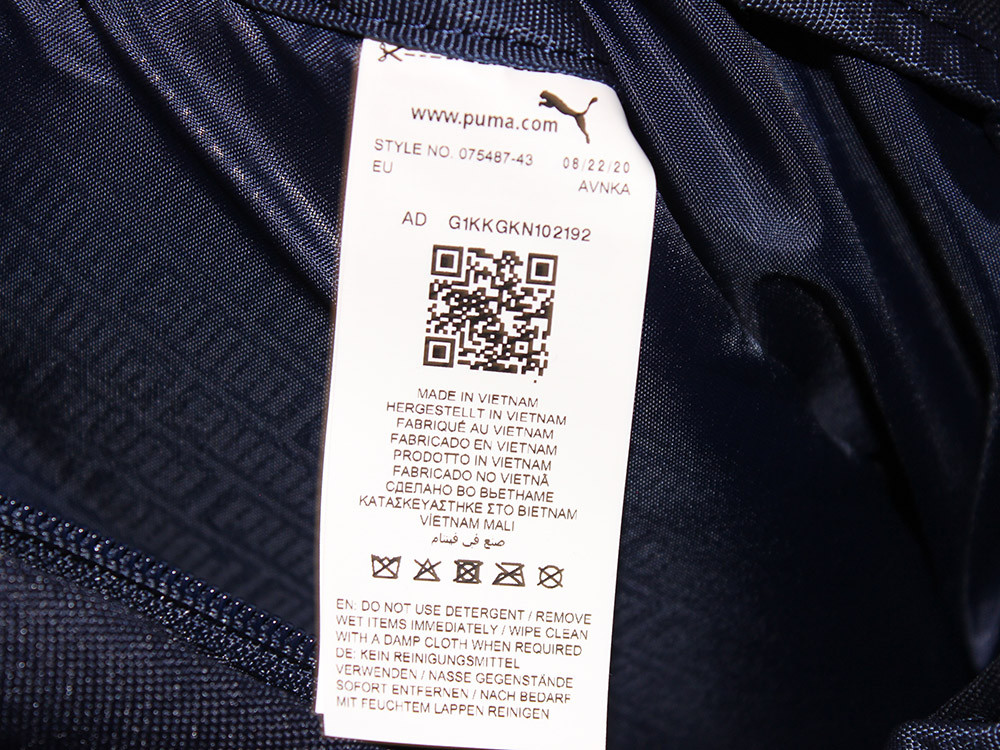 www.puma.com
STYLE NO. 075487-43 08/22/20
EU AVNKA
AD G1KKGKN102192
MADE IN VIETNAM
HERGESTELLT IN VIETNAM
FABRIQUÉ AU VIETNAM
FABRICADO EN VIETNAM
PRODOTTO IN VIETNAM
FABRICADO NO VIETNÃ
СДЕЛАНО ВО ВЬЕТНАМЕ
ΚΑΤΑΣΚΕΥΑΣΤΗΚΕ ΣΤΟ ΒΙΕΤΝΑΜ
VİETNAM MALI
صنع في فيتنام
EN: DO NOT USE DETERGENT / REMOVE
WET ITEMS IMMEDIATELY / WIPE CLEAN
WITH A DAMP CLOTH WHEN REQUIRED
DE: KEIN REINIGUNGSMITTEL
VERWENDEN / NASSE GEGENSTÄNDE
SOFORT ENTFERNEN / NACH BEDARF
MIT FEUCHTEM LAPPEN REINIGEN